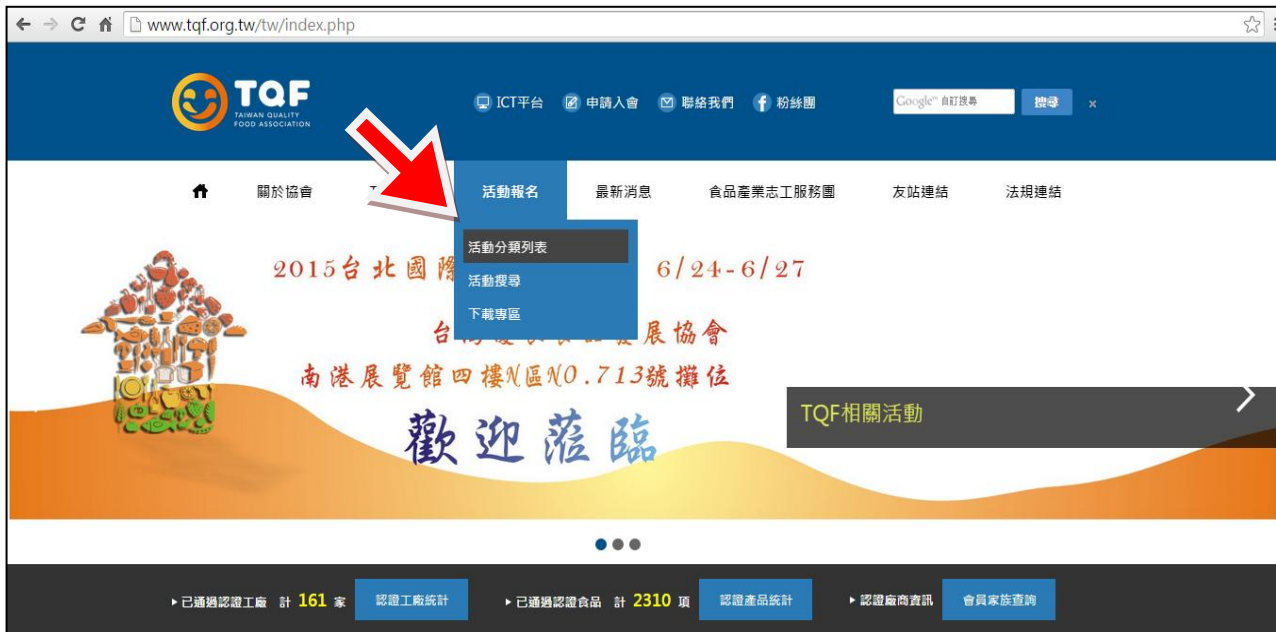 www.tqf.org.tw/tw/index.php
TQF
TAIWAN QUALITY
FOOD ASSOCIATION
ICT平台 申請入會 聯絡我們 粉絲團
Google™ 自訂搜尋 搜尋 ×
關於協會 活動報名 最新消息 食品產業志工服務團 友站連結 法規連結
活動分類列表
活動搜尋
下載專區
2015台北國際 6/24-6/27
台 發展協會
南港展覽館四樓N區NO.713號攤位
歡迎蒞臨
TQF相關活動
已通過認證工廠 計 161 家 認證工廠統計 已通過認證食品 計 2310 項 認證產品統計 認證廠商資訊 會員家族查詢